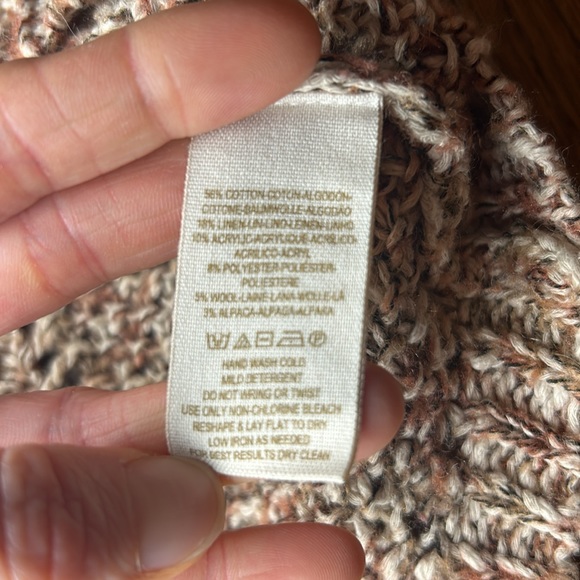 56% COTTON-COTON-ALGODÓN-
COTONE-BAUMWOLLE-ALGODAO
18% LINEN-LIN-LINO-LEINEN-LINHO
10% ACRYLIC-ACRYLIQUE-ACRILICO-
ACRILICO-ACRYL
8% POLYESTER-POLIESTER-
POLIESTERE
5% WOOL-LAINE-LANA-WOLLE-LÃ
3% ALPACA-ALPAGA-ALPAKA
HAND WASH COLD
MILD DETERGENT
DO NOT WRING OR TWIST
USE ONLY NON-CHLORINE BLEACH
RESHAPE & LAY FLAT TO DRY
LOW IRON AS NEEDED
FOR BEST RESULTS DRY CLEAN